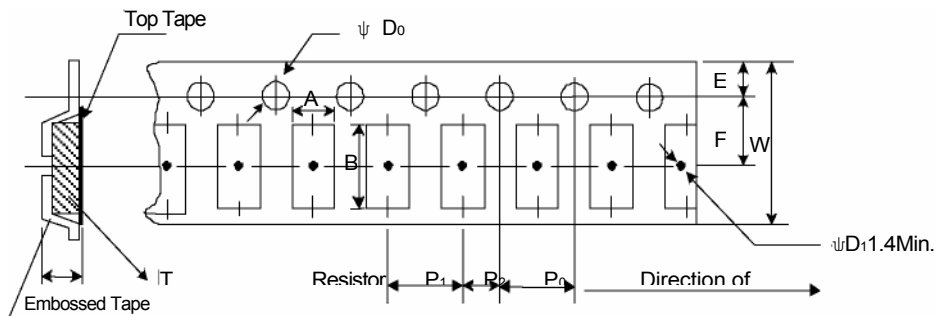 Top Tape
ψ D0
A
E
B
F
W
ψD1 1.4Min.
T
Resistor
P1
P2
P0
Direction of
Embossed Tape